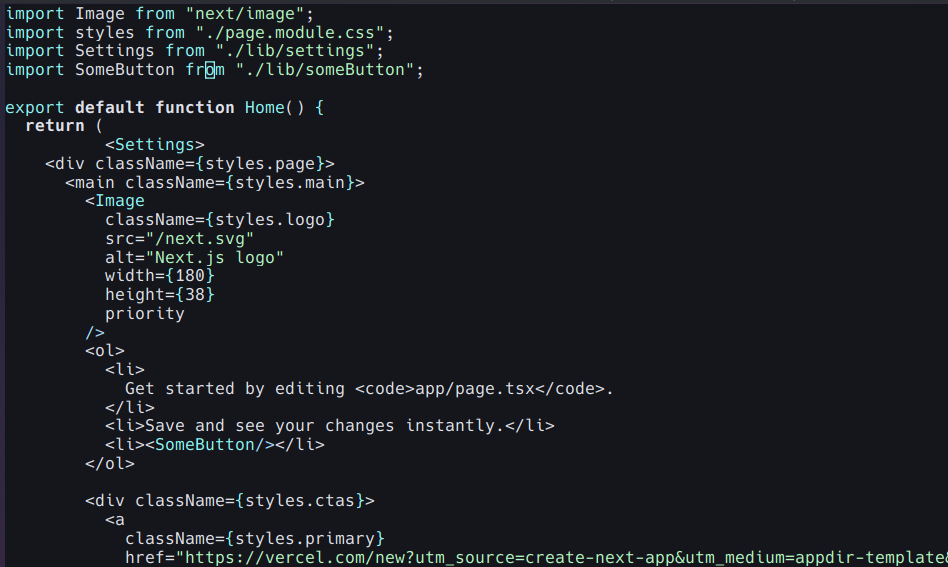 import Image from "next/image";
import styles from "./page.module.css";
import Settings from "./lib/settings";
import SomeButton from "./lib/someButton";

export default function Home() {
  return (
          <Settings>
    <div className={styles.page}>
      <main className={styles.main}>
        <Image
          className={styles.logo}
          src="/next.svg"
          alt="Next.js logo"
          width={180}
          height={38}
          priority
        />
        <ol>
          <li>
            Get started by editing <code>app/page.tsx</code>.
          </li>
          <li>Save and see your changes instantly.</li>
          <li><SomeButton/></li>
        </ol>

        <div className={styles.ctas}>
          <a
            className={styles.primary}
            href="https://vercel.com/new?utm_source=create-next-app&utm_medium=appdir-template&